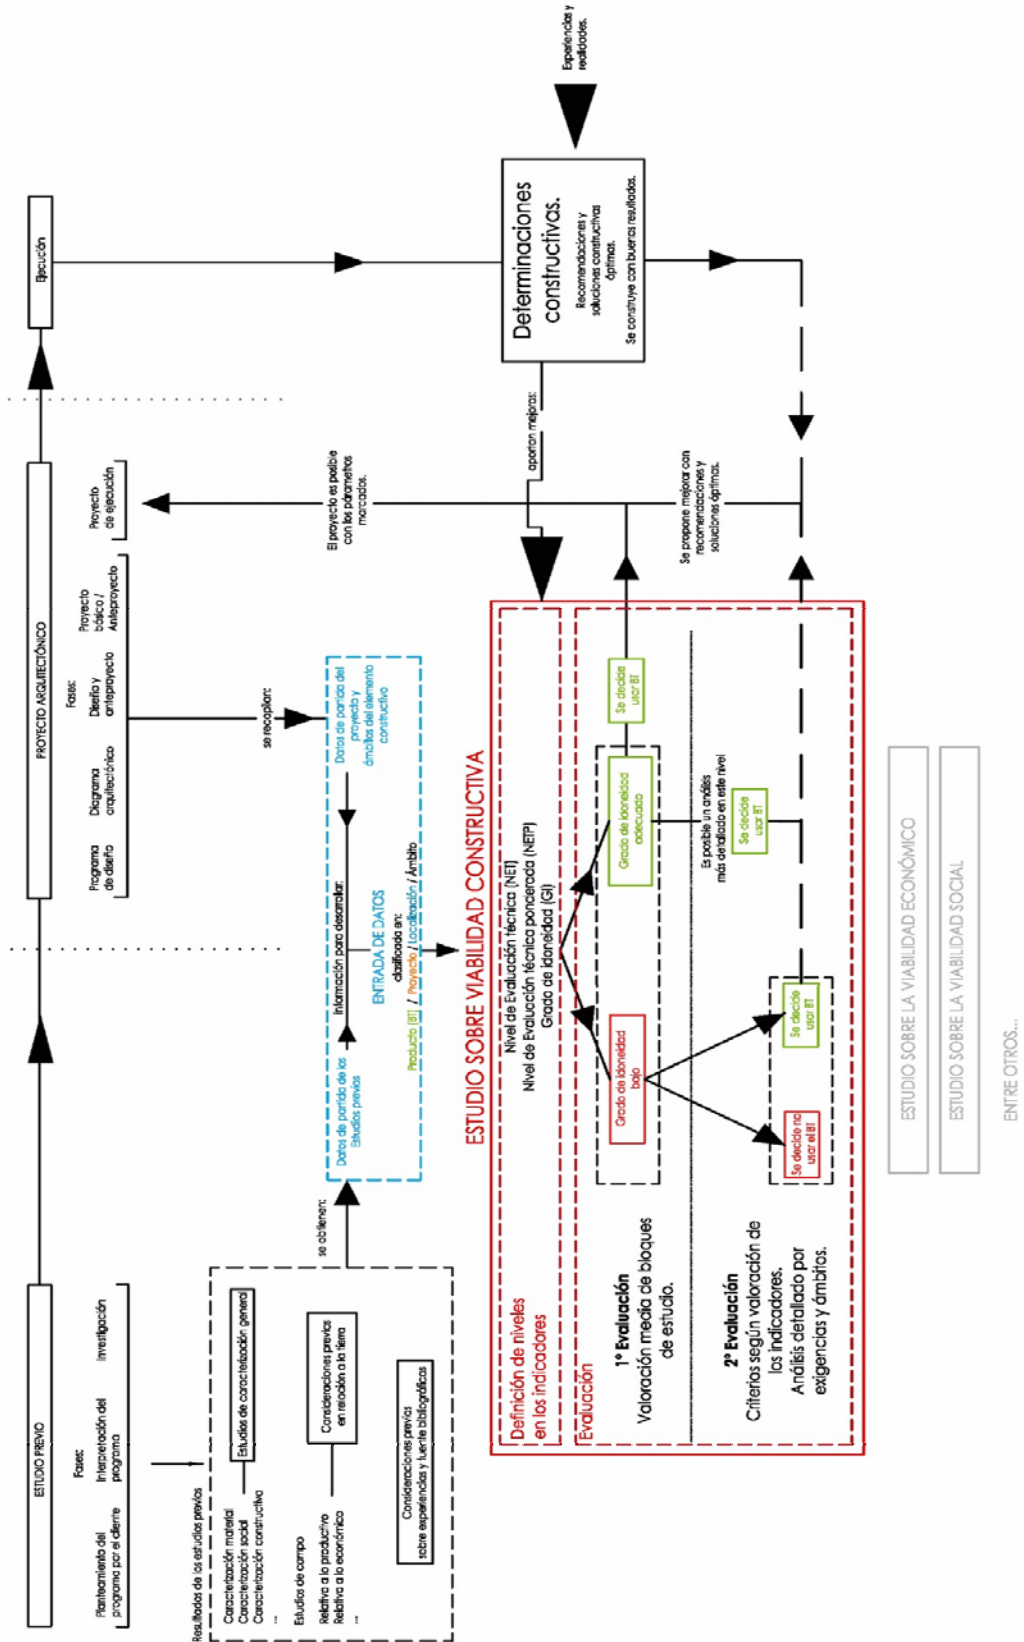 ESTUDIO PREVIO
Fases:
Planteamiento del
programa por el cliente
Interpretación del
programa
Investigación
PROYECTO ARQUITECTÓNICO
Fases:
Programa
de diseño
Diagrama
arquitectónico
Diseño y
anteproyecto
Proyecto
básico /
Anteproyecto
Proyecto
de ejecución
Ejecución
Resultados de los estudios previos
Caracterización material
Caracterización social
Caracterización constructiva
...
Estudios de caracterización general
Estudios de campo
Relativo a lo productivo
Relativo a lo económico
...
Consideraciones previas
en relación a la tierra
Consideraciones previas
sobre experiencias y fuente bibliográficas
se obtienen:
se recopilan:
Datos de partida de los
Estudios previos
Información para desarrollar:
Datos de partida del
proyecto y
ámbitos del elemento
constructivo
ENTRADA DE DATOS
clasificada en:
Producto (BT) / Proyecto / Localización / Ámbito
El proyecto es posible
con los parámetros
marcados.
ESTUDIO SOBRE VIABILIDAD CONSTRUCTIVA
Definición de niveles
en los indicadores
Nivel de Evaluación técnica (NET)
Nivel de Evaluación técnica ponderada (NETP)
Grado de idoneidad (GI)
Evaluación
1ª Evaluación
Valoración media de bloques
de estudio.
Grado de idoneidad
bajo
Grado de idoneidad
adecuado
Se decide
usar BT
2ª Evaluación
Criterios según valoración de
los indicadores.
Análisis detallado por
exigencias y ámbitos.
Se decide no
usar el BT
Se decide
usar BT
Es posible un análisis
más detallado en este nivel
Se decide
usar BT
aportan mejoras:
Se propone mejorar con
recomendaciones y
soluciones óptimas.
Determinaciones
constructivas.
Recomendaciones y
soluciones constructivas
óptimas.
Se construye con buenos resultados.
Experiencias y
realidades.
ESTUDIO SOBRE LA VIABILIDAD ECONÓMICO
ESTUDIO SOBRE LA VIABILIDAD SOCIAL
ENTRE OTROS...